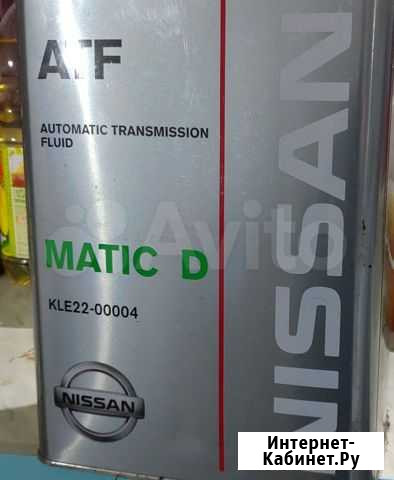 ATF
AUTOMATIC TRANSMISSION
FLUID
MATIC D
KLE22-00004
NISSAN
NISSAN
Avito
Интернет-
Кабинет.Ру